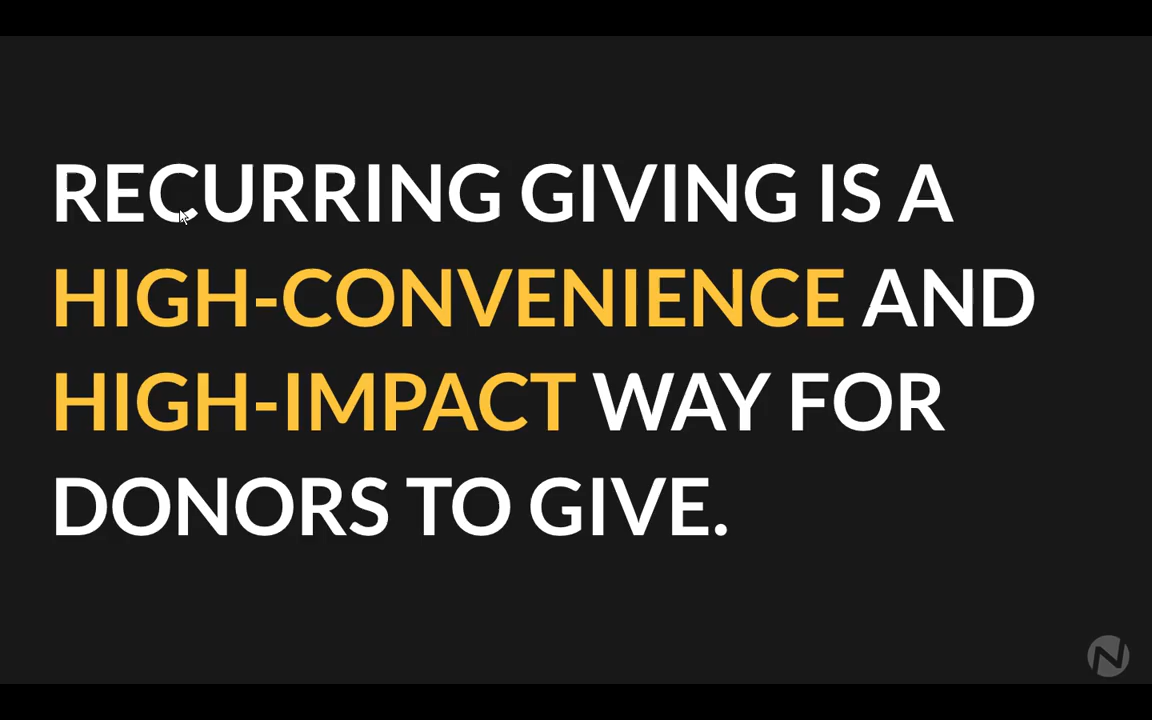 RECURRING GIVING IS A
HIGH-CONVENIENCE AND
HIGH-IMPACT WAY FOR
DONORS TO GIVE.
N